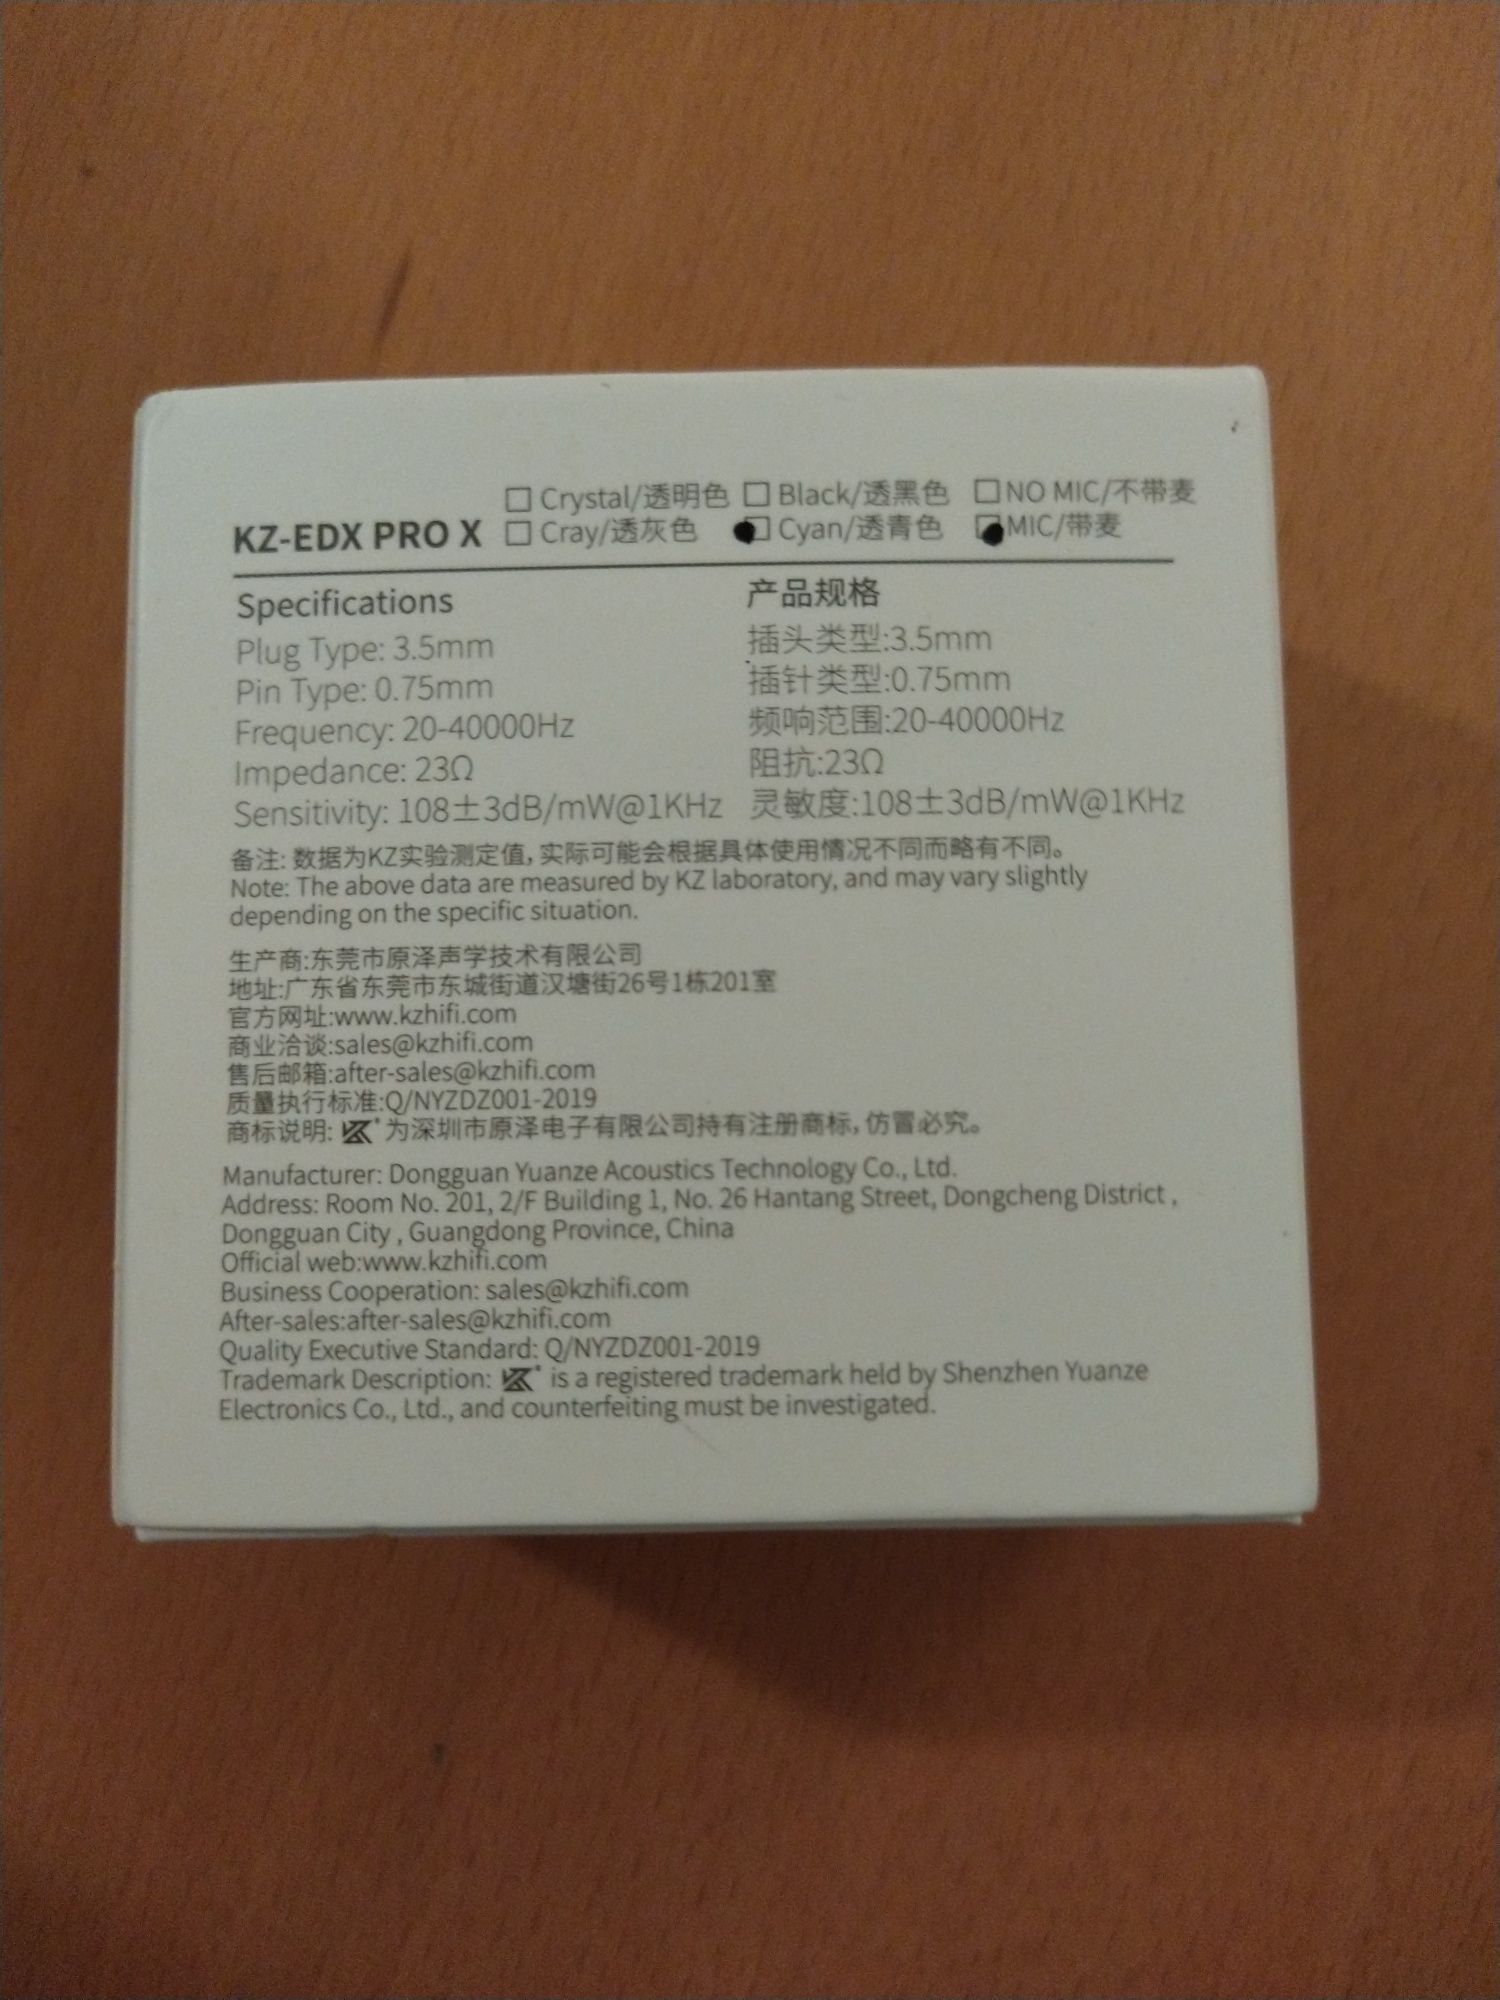 □ Crystal/透明色 □ Black/透黑色 □ NO MIC/不带麦
KZ-EDX PRO X □ Cray/透灰色 □ Cyan/透青色 □ MIC/带麦
Specifications
Plug Type: 3.5mm
Pin Type: 0.75mm
Frequency: 20-40000Hz
Impedance: 23Ω
Sensitivity: 108±3dB/mW@1KHz
产品规格
插头类型:3.5mm
插针类型:0.75mm
频响范围:20-40000Hz
阻抗:23Ω
灵敏度:108±3dB/mW@1KHz
备注: 数据为KZ实验测定值, 实际可能会根据具体使用情况不同而略有不同。
Note: The above data are measured by KZ laboratory, and may vary slightly
depending on the specific situation.
生产商:东莞市原泽声学技术有限公司
地址:广东省东莞市东城街道汉塘街26号1栋201室
官方网址:www.kzhifi.com
商业洽谈:sales@kzhifi.com
售后邮箱:after-sales@kzhifi.com
质量执行标准:Q/NYZDZ001-2019
商标说明: KZ 为深圳市原泽电子有限公司持有注册商标, 仿冒必究。
Manufacturer: Dongguan Yuanze Acoustics Technology Co., Ltd.
Address: Room No. 201, 2/F Building 1, No. 26 Hantang Street, Dongcheng District ,
Dongguan City , Guangdong Province, China
Official web:www.kzhifi.com
Business Cooperation: sales@kzhifi.com
After-sales:after-sales@kzhifi.com
Quality Executive Standard: Q/NYZDZ001-2019
Trademark Description: KZ is a registered trademark held by Shenzhen Yuanze
Electronics Co., Ltd., and counterfeiting must be investigated.